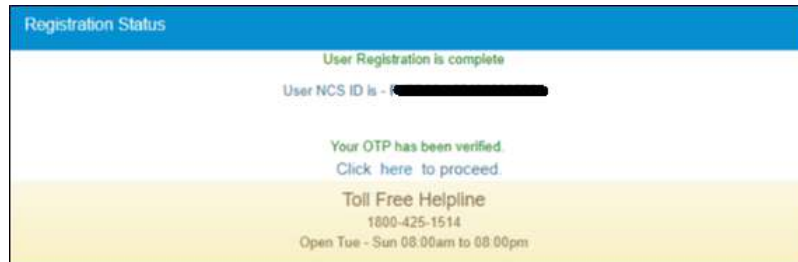 Registration Status
User Registration is complete
User NCS ID is -
Your OTP has been verified.
Click here to proceed.
Toll Free Helpline
1800-425-1514
Open Tue - Sun 08:00am to 08:00pm